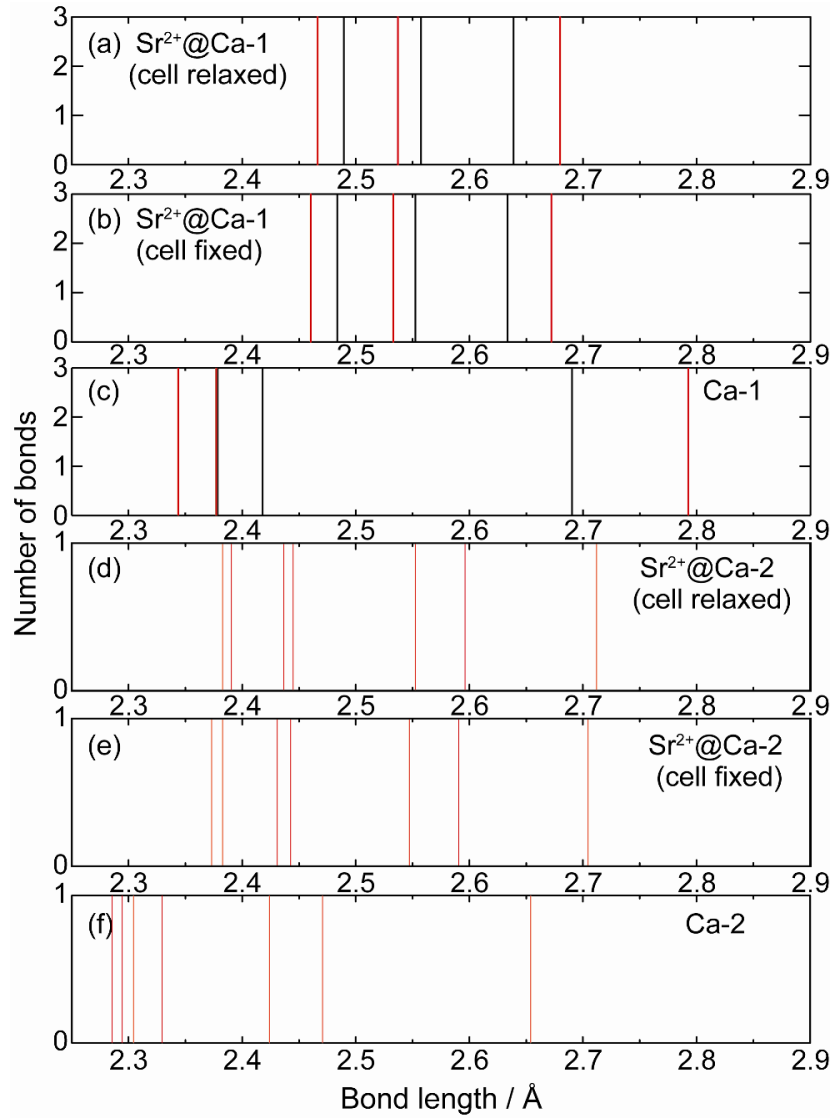 Number of bonds
3
2
1
0
(a) Sr²⁺@Ca-1
(cell relaxed)
2.3 2.4 2.5 2.6 2.7 2.8 2.9
3
2
1
0
(b) Sr²⁺@Ca-1
(cell fixed)
2.3 2.4 2.5 2.6 2.7 2.8 2.9
3
2
1
0
(c) Ca-1
2.3 2.4 2.5 2.6 2.7 2.8 2.9
1
0
(d) Sr²⁺@Ca-2
(cell relaxed)
2.3 2.4 2.5 2.6 2.7 2.8 2.9
1
0
(e) Sr²⁺@Ca-2
(cell fixed)
2.3 2.4 2.5 2.6 2.7 2.8 2.9
1
0
(f) Ca-2
2.3 2.4 2.5 2.6 2.7 2.8 2.9
Bond length / Å